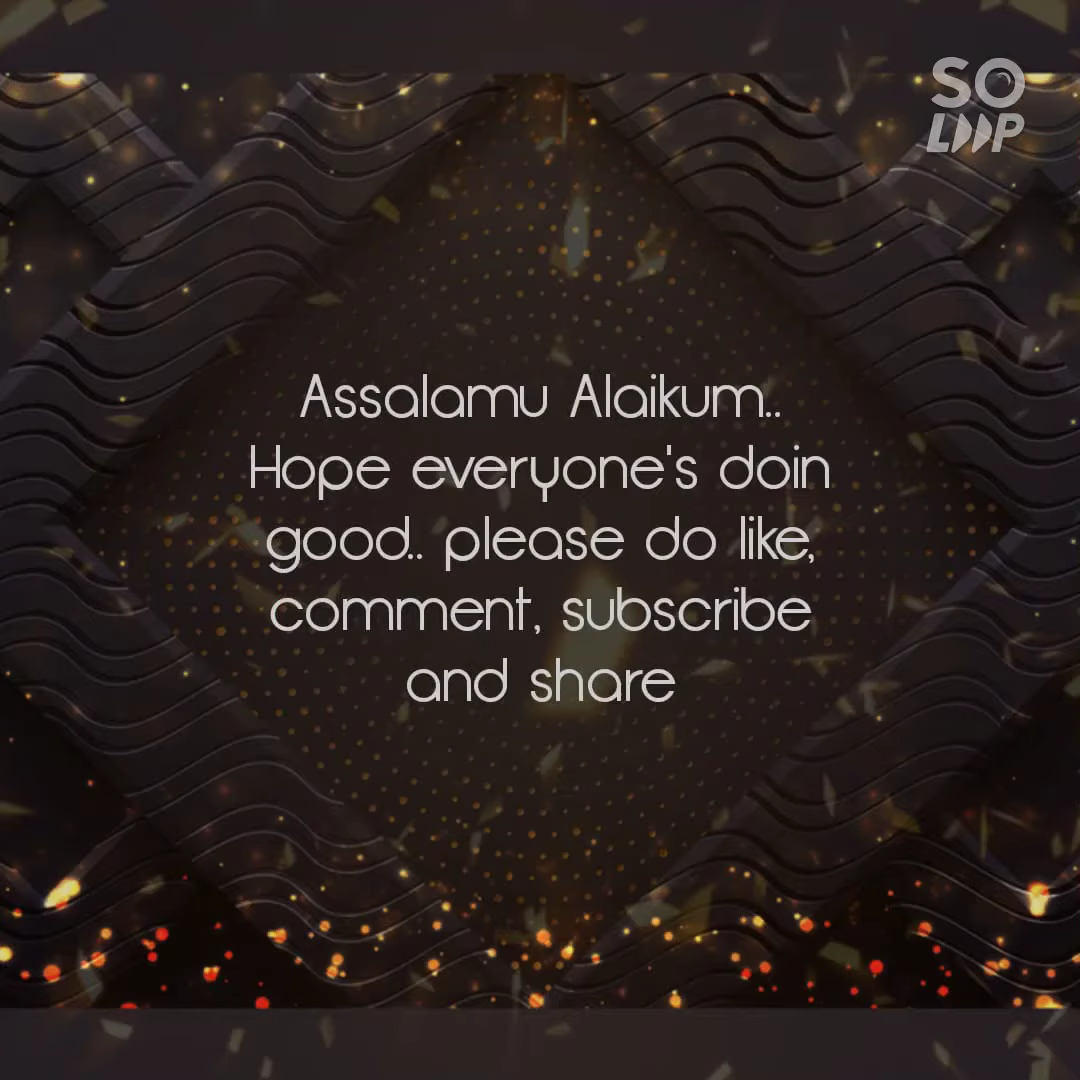 SO
LOOP
Assalamu Alaikum..
Hope everyone's doin
good.. please do like,
comment, subscribe
and share